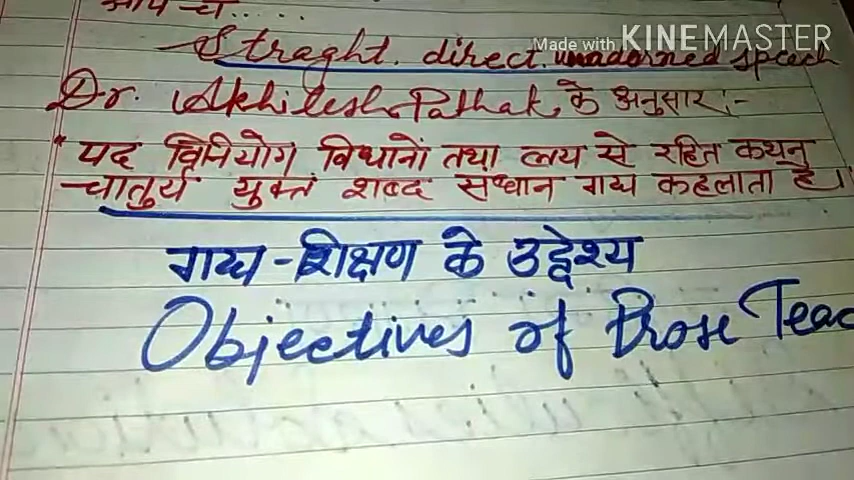 Made with KINEMASTER
Straght. direct. unadorned speech
Dr. Akhilesh Pathak के अनुसार:-
"पद विनियोग विधानों तथा लय से रहित कथन
चातुर्य युक्त शब्द संधान गद्य कहलाता है।"
गद्य-शिक्षण के उद्देश्य
Objectives of Prose Teac